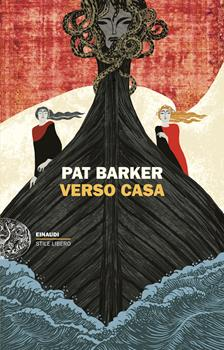 PAT BARKER
VERSO CASA
EINAUDI
STILE LIBERO